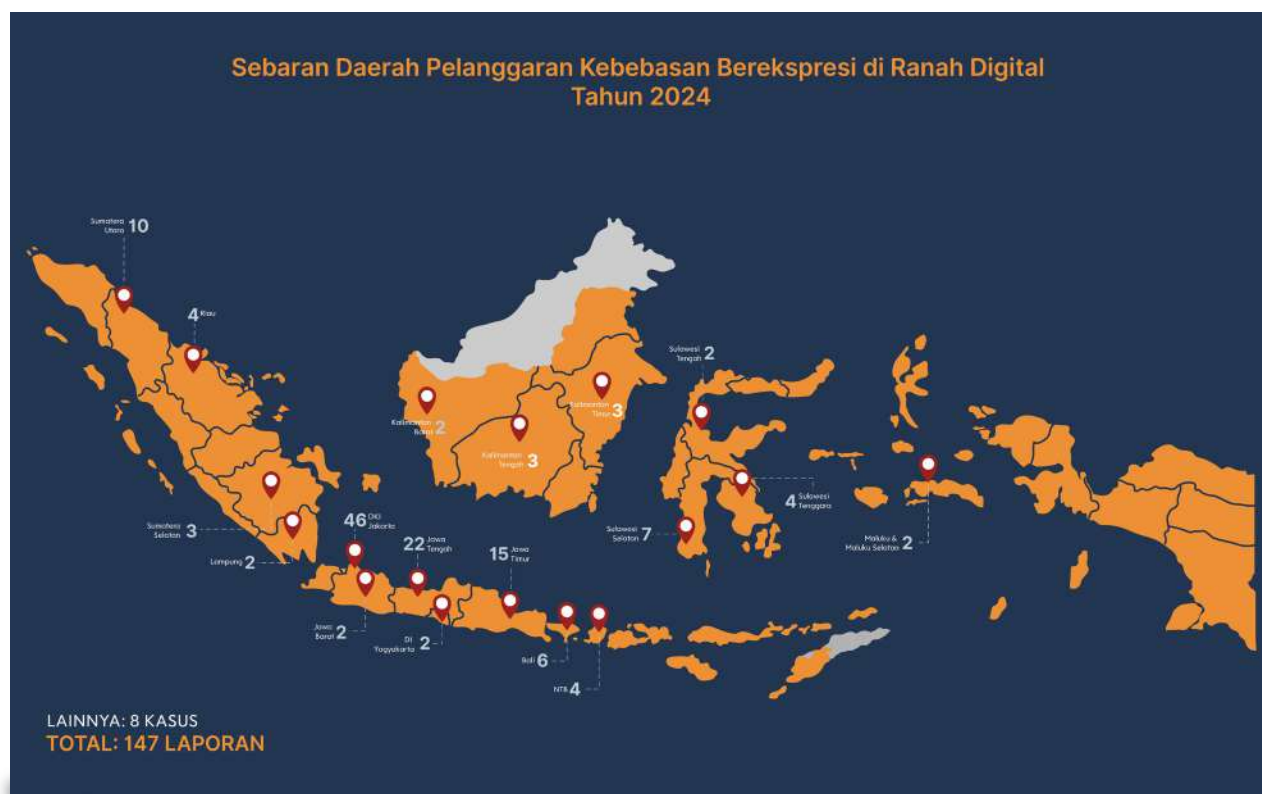 Sebaran Daerah Pelanggaran Kebebasan Berekspresi di Ranah Digital
Tahun 2024
Sumatera
Utara 10
4 Riau
Sumatera
Selatan 3
Lampung 2
46 DKI
Jakarta
22 Jawa
Tengah
15 Jawa
Timur
Jawa
Barat 2
DI
Yogyakarta 2
Bali 6
NTB 4
Kalimantan
Barat 2
Kalimantan
Tengah 3
Kalimantan
Timur 3
Sulawesi
Tengah 2
4 Sulawesi
Tenggara
Sulawesi
Selatan 7
Maluku &
Maluku Selatan 2
LAINNYA: 8 KASUS
TOTAL: 147 LAPORAN